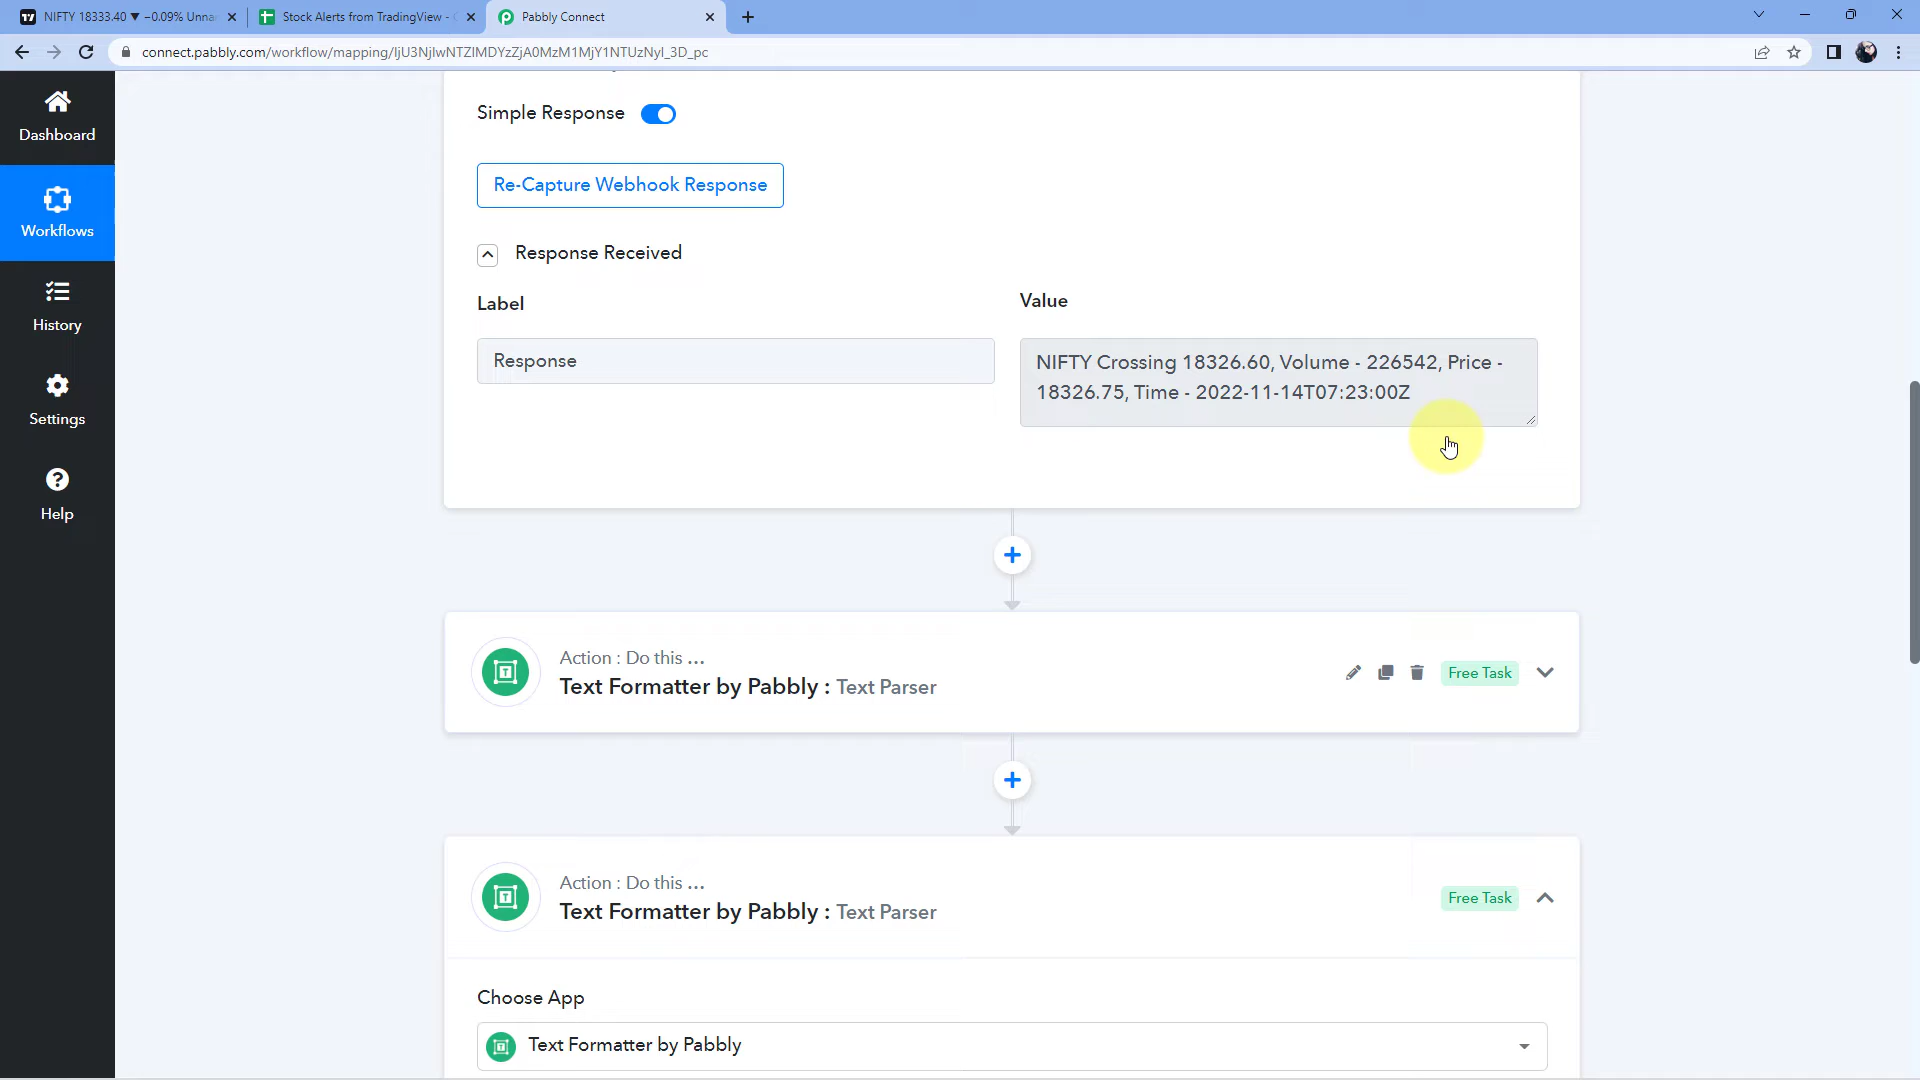 NIFTY 18333.40 ▼ −0.09% Unna
Stock Alerts from TradingView -
Pabbly Connect
connect.pabbly.com/workflow/mapping/IjU3NjIwNTZlMDYzZjA0MzM1MjY1NTUzNyI_3D_pc
Dashboard
Workflows
History
Settings
Help
Simple Response
Re-Capture Webhook Response
Response Received
Label
Value
Response
NIFTY Crossing 18326.60, Volume - 226542, Price -
18326.75, Time - 2022-11-14T07:23:00Z
Action : Do this ...
Text Formatter by Pabbly : Text Parser
Free Task
Action : Do this ...
Text Formatter by Pabbly : Text Parser
Free Task
Choose App
Text Formatter by Pabbly